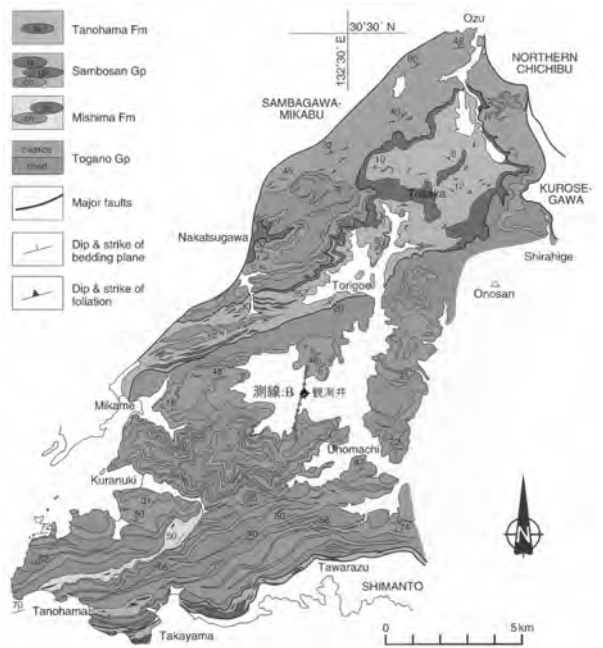 Tanohama Fm
Sambosan Gp
Mishima Fm
clastics
chert
Togano Gp
Major faults
Dip & strike of
bedding plane
Dip & strike of
foliation
Ozu
30°30' N
132°30' E
NORTHERN
CHICHIBU
SAMBAGAWA-
MIKABU
Tosaka
KUROSE-
GAWA
Nakatsugawa
Shirahige
Torigoe
Onosan
測線:B
観測井
Mikame
Unomachi
Kuranuki
Tawarazu
SHIMANTO
Tanohama
Takayama
N
0 5km